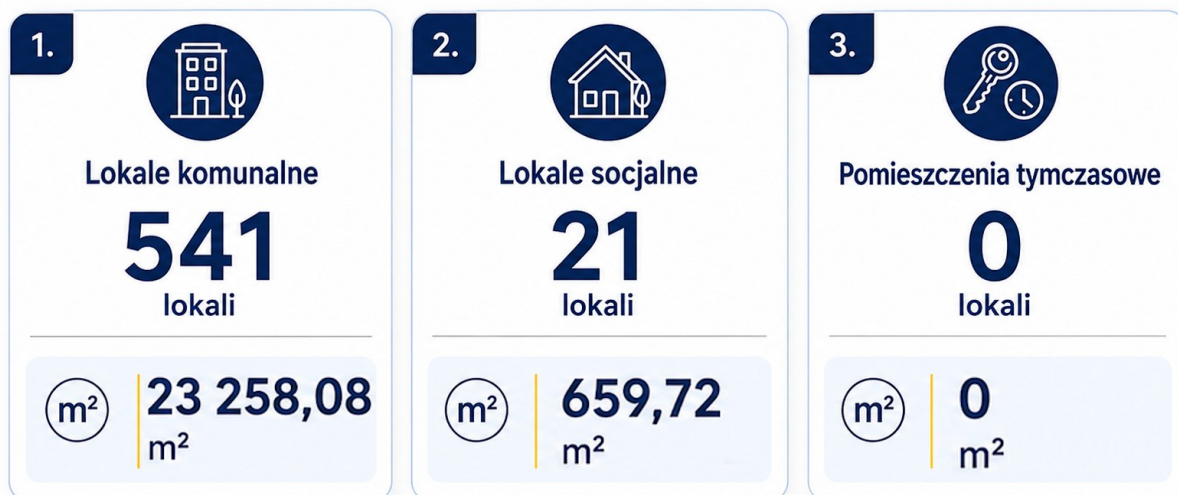 1.
Lokale komunalne
541
lokali
m²
23 258,08
m²
2.
Lokale socjalne
21
lokali
m²
659,72
m²
3.
Pomieszczenia tymczasowe
0
lokali
m²
0
m²